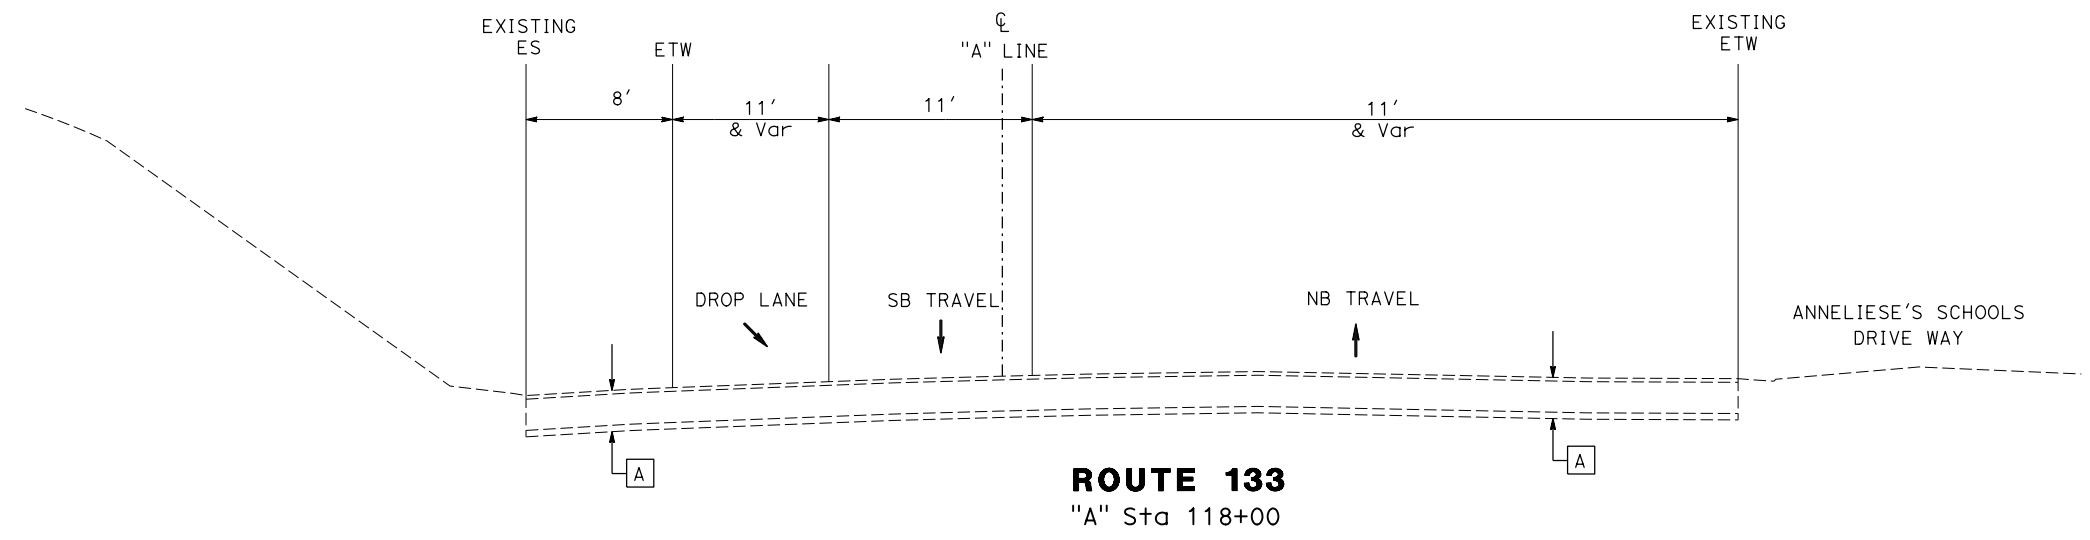 EXISTING
ES
ETW
℄
"A" LINE
EXISTING
ETW
8'
11'
& Var
11'
11'
& Var
DROP LANE
SB TRAVEL
NB TRAVEL
ANNELIESE'S SCHOOLS
DRIVE WAY
A
A
ROUTE 133
"A" Sta 118+00